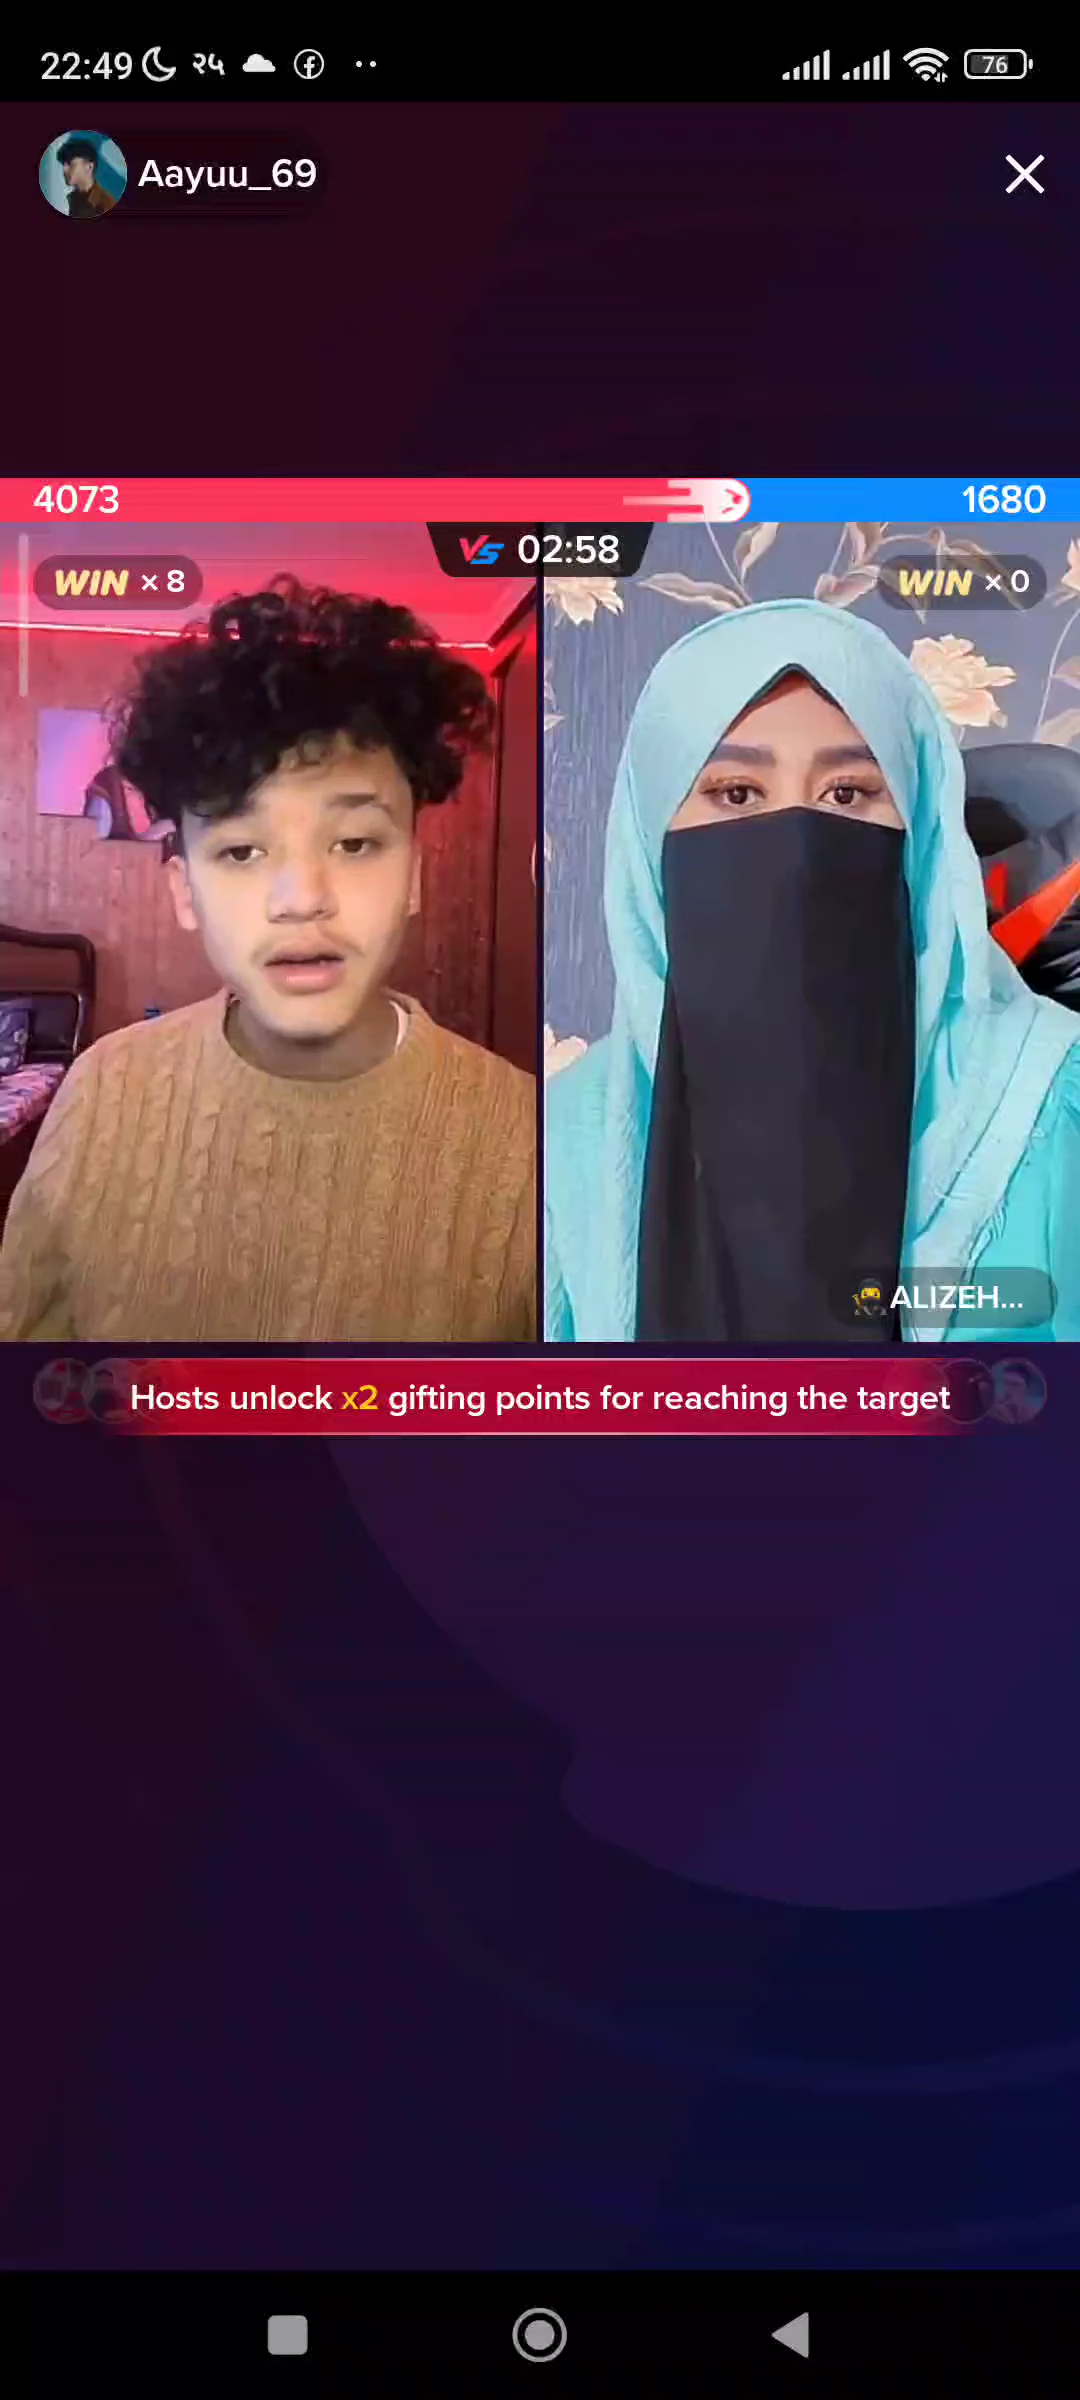 22:49 २५ 76
Aayuu_69
4073 1680
VS 02:58
WIN × 8
WIN × 0
ALIZEH...
Hosts unlock x2 gifting points for reaching the target